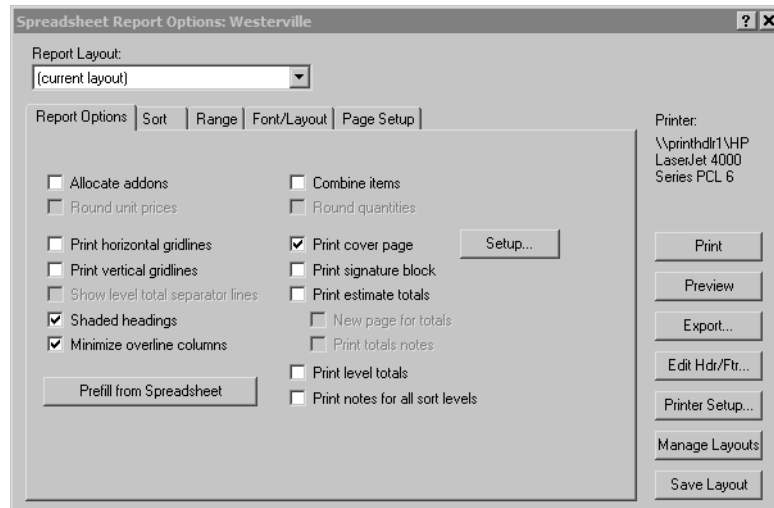 Spreadsheet Report Options: Westerville
Report Layout:
(current layout)
Report Options
Sort
Range
Font/Layout
Page Setup
Allocate addons
Round unit prices
Print horizontal gridlines
Print vertical gridlines
Show level total separator lines
Shaded headings
Minimize overline columns
Prefill from Spreadsheet
Combine items
Round quantities
Print cover page
Setup...
Print signature block
Print estimate totals
New page for totals
Print totals notes
Print level totals
Print notes for all sort levels
Printer:
\\printhdlr1\HP
LaserJet 4000
Series PCL 6
Print
Preview
Export...
Edit Hdr/Ftr...
Printer Setup...
Manage Layouts
Save Layout